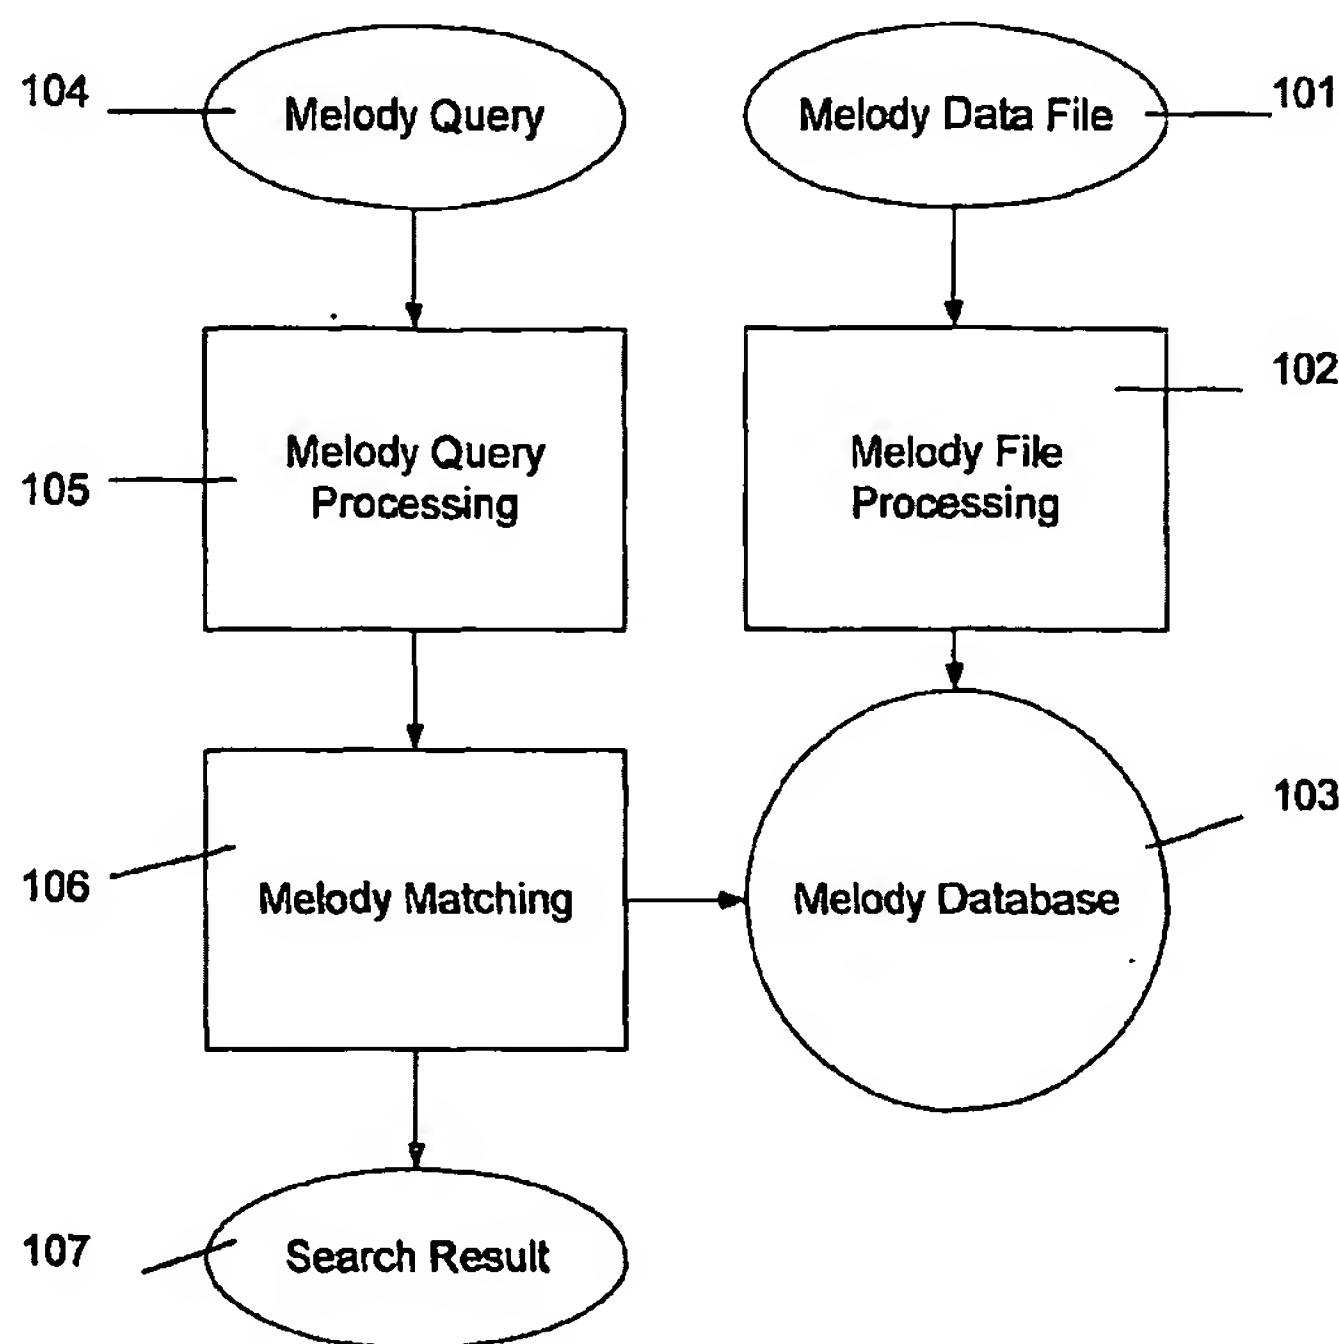 104
Melody Query
Melody Data File
101
102
105
Melody Query
Processing
Melody File
Processing
103
106
Melody Matching
Melody Database
107
Search Result